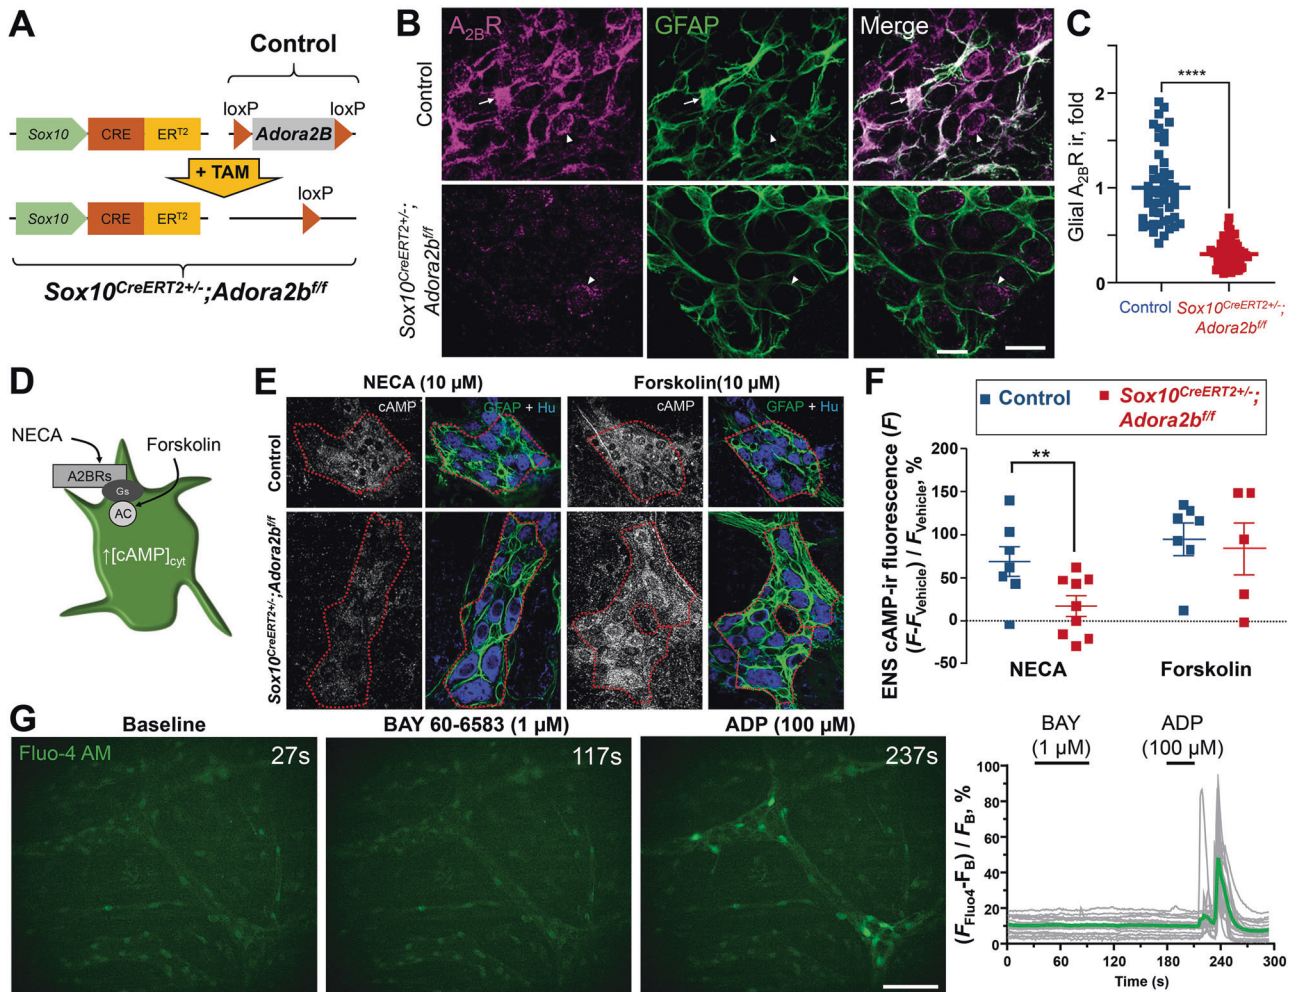 A
Control
loxP
loxP
Sox10
CRE
ER^T2
Adora2B
+ TAM
loxP
Sox10
CRE
ER^T2
Sox10^CreERT2+/-;Adora2b^f/f
B
A_2BR
GFAP
Merge
Control
Sox10^CreERT2+/-;
Adora2b^f/f
C
Glial A_2BR ir, fold
****
2
1
0
Control
Sox10^CreERT2+/-;
Adora2b^f/f
D
NECA
Forskolin
A2BRs
Gs
AC
↑[cAMP]_cyt
E
NECA (10 µM)
Forskolin(10 µM)
cAMP
GFAP + Hu
cAMP
GFAP + Hu
Control
Sox10^CreERT2+/-;Adora2b^f/f
F
Control
Sox10^CreERT2+/-;
Adora2b^f/f
ENS cAMP-ir fluorescence (F)
(F-F_Vehicle) / F_Vehicle, %
200
150
100
50
0
-50
**
NECA
Forskolin
G
Baseline
BAY 60-6583 (1 µM)
ADP (100 µM)
Fluo-4 AM
27s
117s
237s
BAY
(1 µM)
ADP
(100 µM)
(F_Fluo4-F_B) / F_B, %
100
80
60
40
20
0
0
60
120
180
240
300
Time (s)